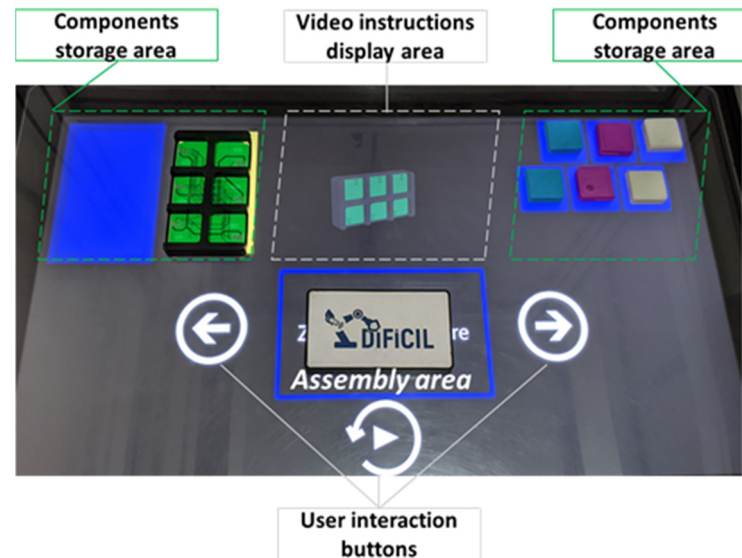 Components
storage area
Video instructions
display area
Components
storage area
DiFiCIL
Assembly area
User interaction
buttons